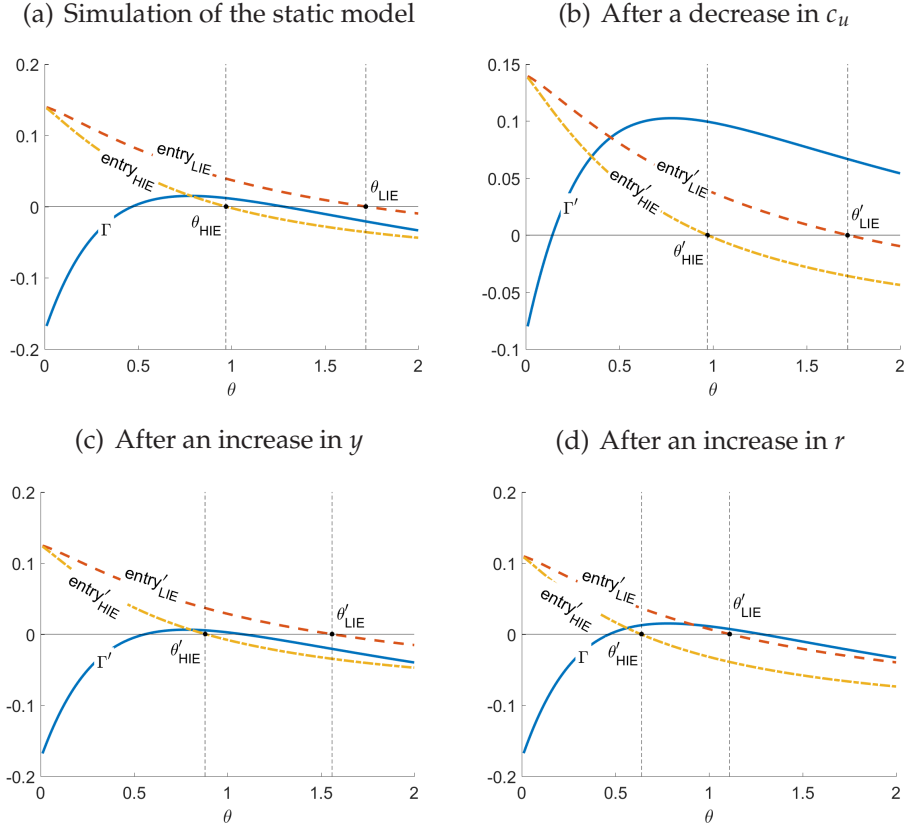 (a) Simulation of the static model
0.2
0.1
0
-0.1
-0.2
0
0.5
1
1.5
2
θ
entry_LIE
entry_HIE
θ_LIE
θ_HIE
Γ
(b) After a decrease in c_u
0.15
0.1
0.05
0
-0.05
-0.1
0
0.5
1
1.5
2
θ
entry′_LIE
entry′_HIE
θ′_LIE
θ′_HIE
Γ′
(c) After an increase in y
0.2
0.1
0
-0.1
-0.2
0
0.5
1
1.5
2
θ
entry′_LIE
entry′_HIE
θ′_LIE
θ′_HIE
Γ′
(d) After an increase in r
0.2
0.1
0
-0.1
-0.2
0
0.5
1
1.5
2
θ
entry′_LIE
entry′_HIE
θ′_LIE
θ′_HIE
Γ